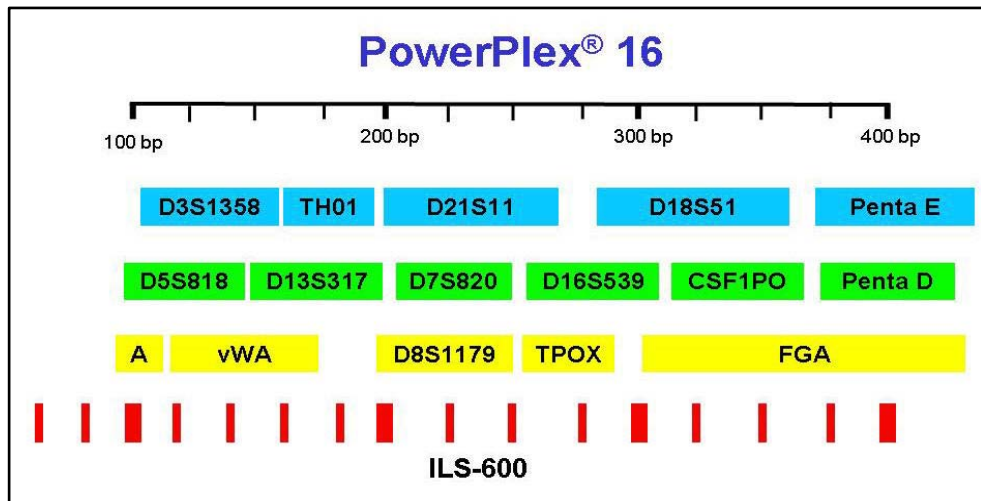 PowerPlex® 16
100 bp 200 bp 300 bp 400 bp
D3S1358 TH01 D21S11 D18S51 Penta E
D5S818 D13S317 D7S820 D16S539 CSF1PO Penta D
A vWA D8S1179 TPOX FGA
ILS-600